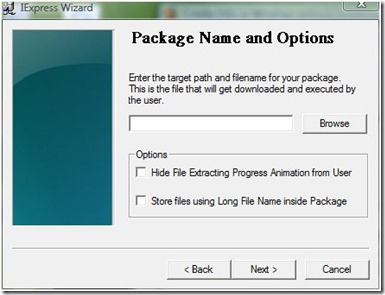 IExpress Wizard
Package Name and Options
Enter the target path and filename for your package.
This is the file that will get downloaded and executed by
the user.
Browse
Options
Hide File Extracting Progress Animation from User
Store files using Long File Name inside Package
< Back
Next >
Cancel